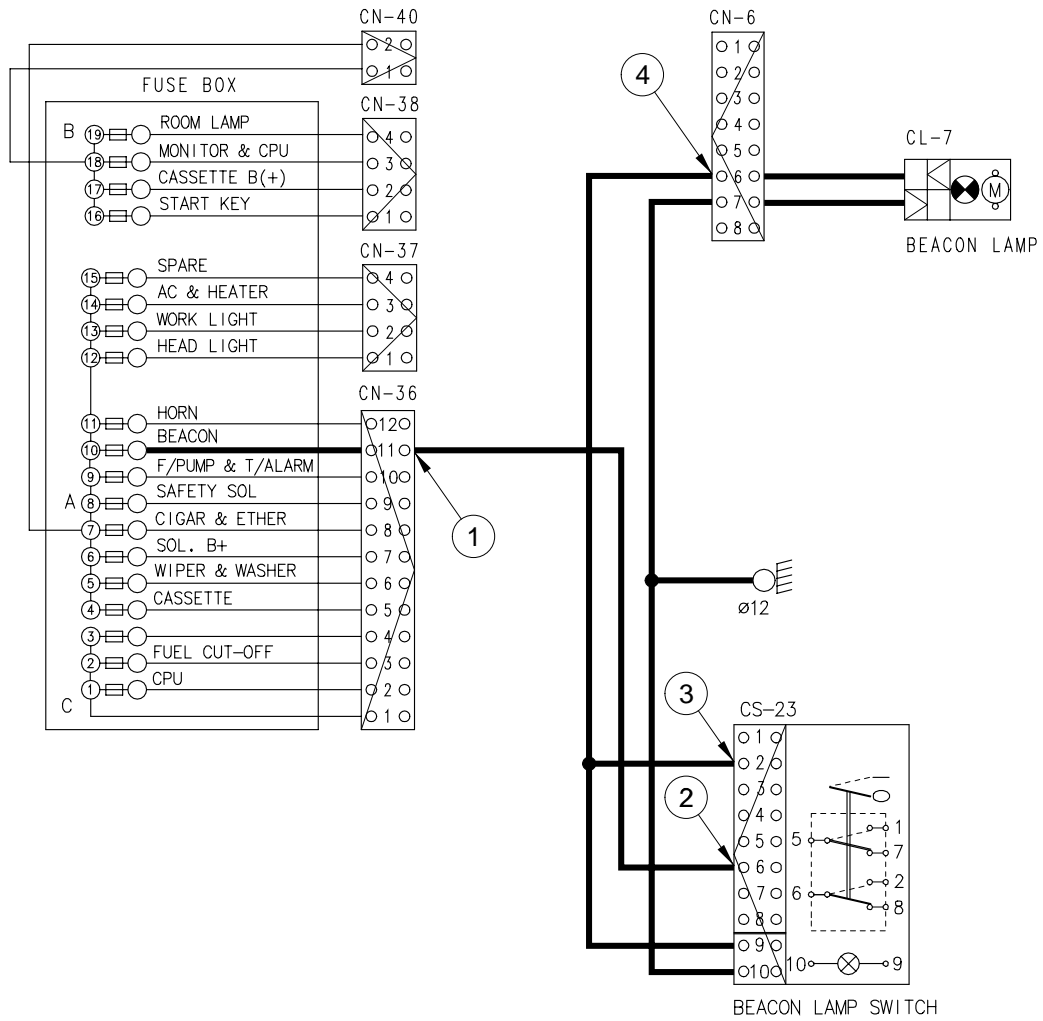 CN-40
2
1
FUSE BOX
B
CN-38
19 ROOM LAMP 4
18 MONITOR & CPU 3
17 CASSETTE B(+) 2
16 START KEY 1
CN-37
15 SPARE 4
14 AC & HEATER 3
13 WORK LIGHT 2
12 HEAD LIGHT 1
CN-36
11 HORN 12
10 BEACON 11
9 F/PUMP & T/ALARM 10
A
8 SAFETY SOL 9
7 CIGAR & ETHER 8
6 SOL. B+ 7
5 WIPER & WASHER 6
4 CASSETTE 5
3 4
2 FUEL CUT-OFF 3
1 CPU 2
C 1
1
CN-6
4
1
2
3
4
5
6
7
8
CL-7
M
BEACON LAMP
ø12
3
2
CS-23
1
2
3
4
5
6
7
8
9
10
5 1
7
6 2
8
10 9
BEACON LAMP SWITCH